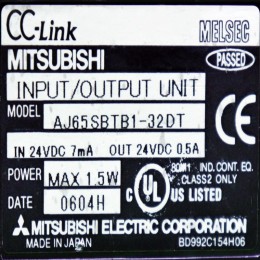 CC-Link MELSEC
MITSUBISHI PASSED
INPUT/OUTPUT UNIT
MODEL AJ65SBTB1-32DT
IN 24VDC 7mA OUT 24VDC 0.5A
POWER MAX 1.5W
80M1 IND. CONT. EQ.
CLASS2 ONLY
DATE 0604H
C UL US LISTED
MITSUBISHI ELECTRIC CORPORATION
MADE IN JAPAN BD992C154H06